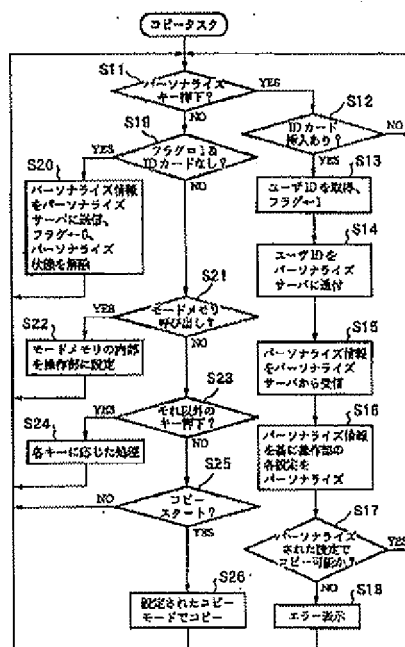 コピータスク
S11
パーソナライズ
キー押下?
YES
NO
S12
IDカード
挿入あり?
NO
YES
S19
フラグ=1&
IDカードなし?
YES
NO
S20
パーソナライズ情報
をパーソナライズ
サーバに送信、
フラグ←0、
パーソナライズ
状態を解除
S13
ユーザIDを取得、
フラグ←1
S14
ユーザIDを
パーソナライズ
サーバに送付
S21
モードメモリ
呼び出し?
YES
NO
S22
モードメモリの内部
を操作部に設定
S15
パーソナライズ情報
をパーソナライズ
サーバから受信
S23
それ以外の
キー押下?
YES
NO
S24
各キーに応じた処理
S16
パーソナライズ情報
を基に操作部の
各設定を
パーソナライズ
S25
コピー
スタート?
NO
YES
S17
パーソナライズ
された設定で
コピー可能か?
YES
NO
S26
設定されたコピー
モードでコピー
S18
エラー表示